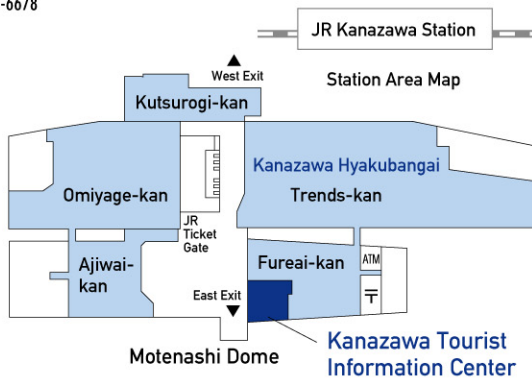 -6678
JR Kanazawa Station
West Exit
Station Area Map
Kutsurogi-kan
Kanazawa Hyakubangai
Omiyage-kan
Trends-kan
JR
Ticket
Gate
Ajiwai-
kan
Fureai-kan
ATM
〒
East Exit
Motenashi Dome
Kanazawa Tourist
Information Center